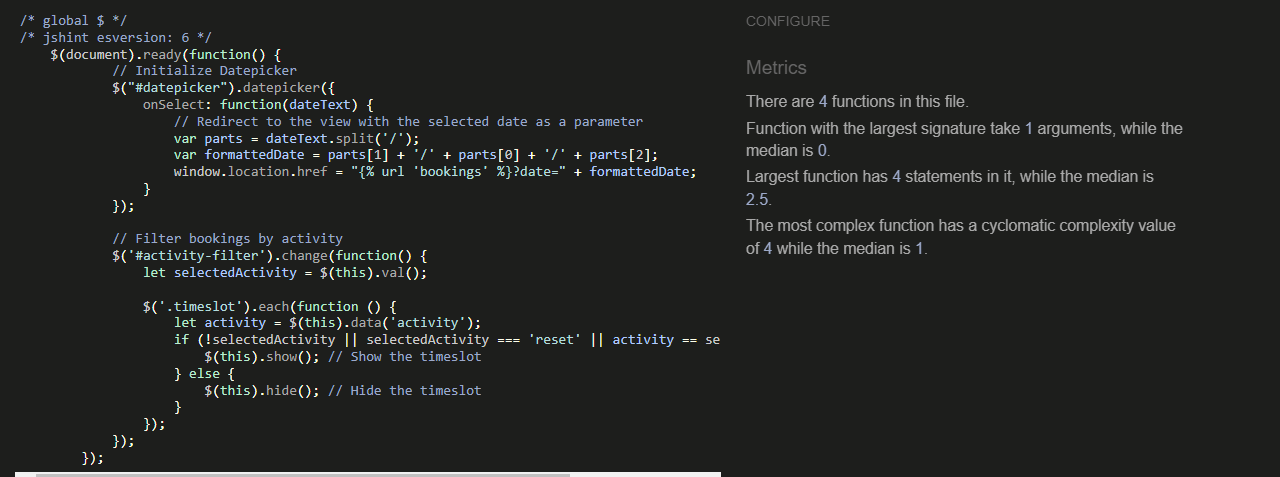 /* global $ */
/* jshint esversion: 6 */
$(document).ready(function() {
// Initialize Datepicker
$("#datepicker").datepicker({
onSelect: function(dateText) {
// Redirect to the view with the selected date as a parameter
var parts = dateText.split('/');
var formattedDate = parts[1] + '/' + parts[0] + '/' + parts[2];
window.location.href = "{% url 'bookings' %}?date=" + formattedDate;
}
});
// Filter bookings by activity
$('#activity-filter').change(function() {
let selectedActivity = $(this).val();
$('.timeslot').each(function () {
let activity = $(this).data('activity');
if (!selectedActivity || selectedActivity === 'reset' || activity == se
$(this).show(); // Show the timeslot
} else {
$(this).hide(); // Hide the timeslot
}
});
});
});
CONFIGURE
Metrics
There are 4 functions in this file.
Function with the largest signature take 1 arguments, while the
median is 0.
Largest function has 4 statements in it, while the median is
2.5.
The most complex function has a cyclomatic complexity value
of 4 while the median is 1.